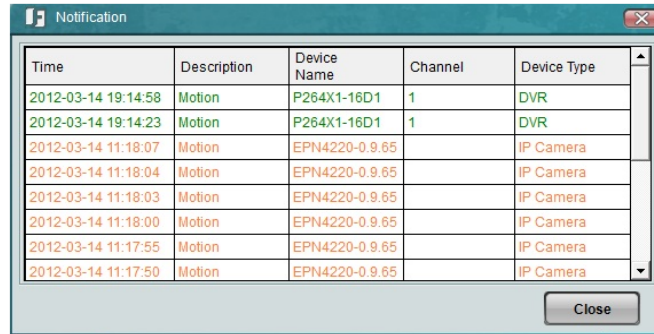 Notification
Time Description Device Name Channel Device Type
2012-03-14 19:14:58 Motion P264X1-16D1 1 DVR
2012-03-14 19:14:23 Motion P264X1-16D1 1 DVR
2012-03-14 11:18:07 Motion EPN4220-0.9.65 IP Camera
2012-03-14 11:18:04 Motion EPN4220-0.9.65 IP Camera
2012-03-14 11:18:03 Motion EPN4220-0.9.65 IP Camera
2012-03-14 11:18:00 Motion EPN4220-0.9.65 IP Camera
2012-03-14 11:17:55 Motion EPN4220-0.9.65 IP Camera
2012-03-14 11:17:50 Motion EPN4220-0.9.65 IP Camera
Close